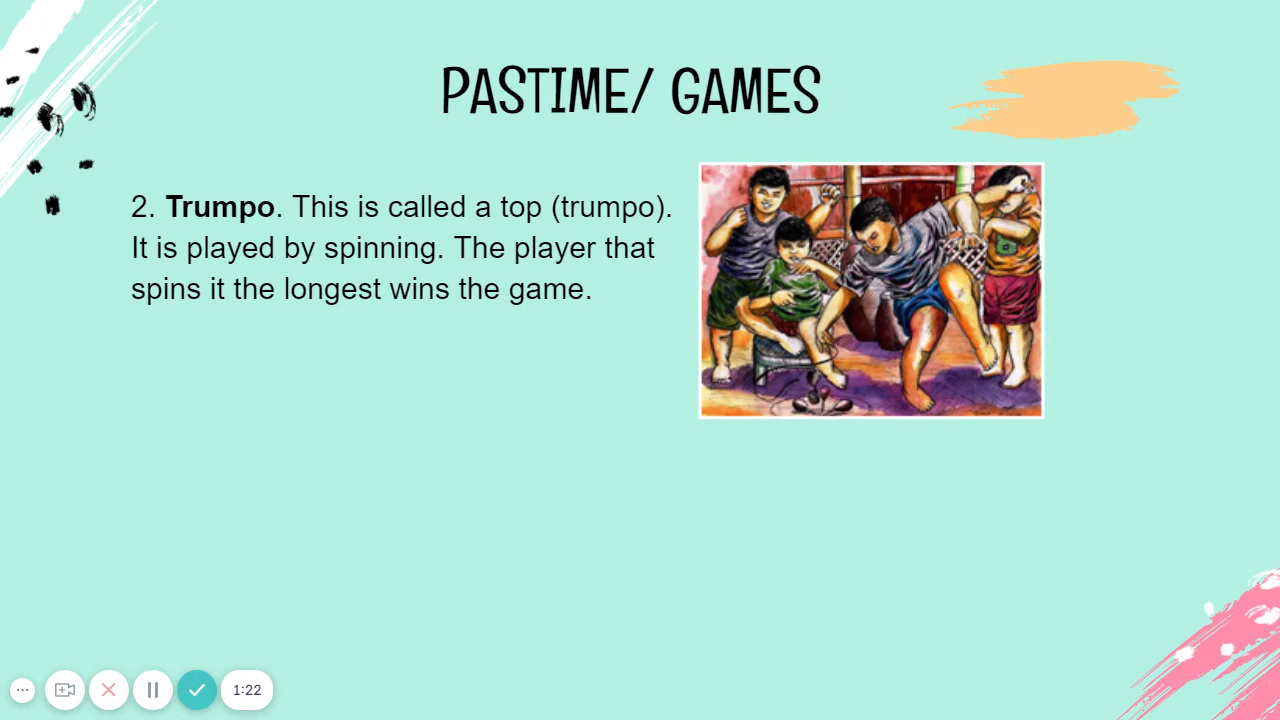 PASTIME/ GAMES
2. Trumpo. This is called a top (trumpo).
It is played by spinning. The player that
spins it the longest wins the game.
1:22